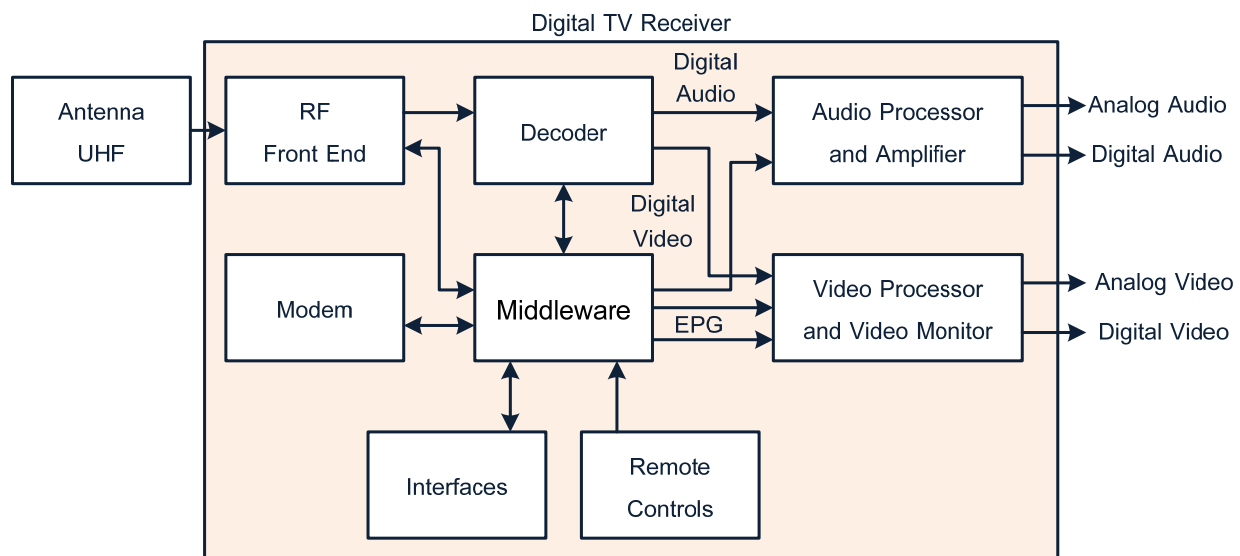 Digital TV Receiver
Antenna
UHF
RF
Front End
Decoder
Digital
Audio
Audio Processor
and Amplifier
Analog Audio
Digital Audio
Digital
Video
Modem
Middleware
EPG
Video Processor
and Video Monitor
Analog Video
Digital Video
Interfaces
Remote
Controls